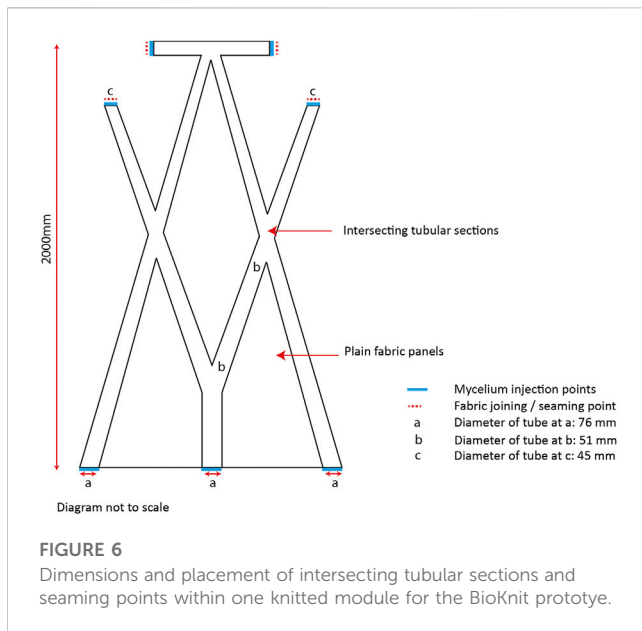 c
c
2000mm
Intersecting tubular sections
b
Plain fabric panels
b
Mycelium injection points
Fabric joining / seaming point
a Diameter of tube at a: 76 mm
b Diameter of tube at b: 51 mm
c Diameter of tube at c: 45 mm
a
a
a
Diagram not to scale
FIGURE 6
Dimensions and placement of intersecting tubular sections and
seaming points within one knitted module for the BioKnit prototye.